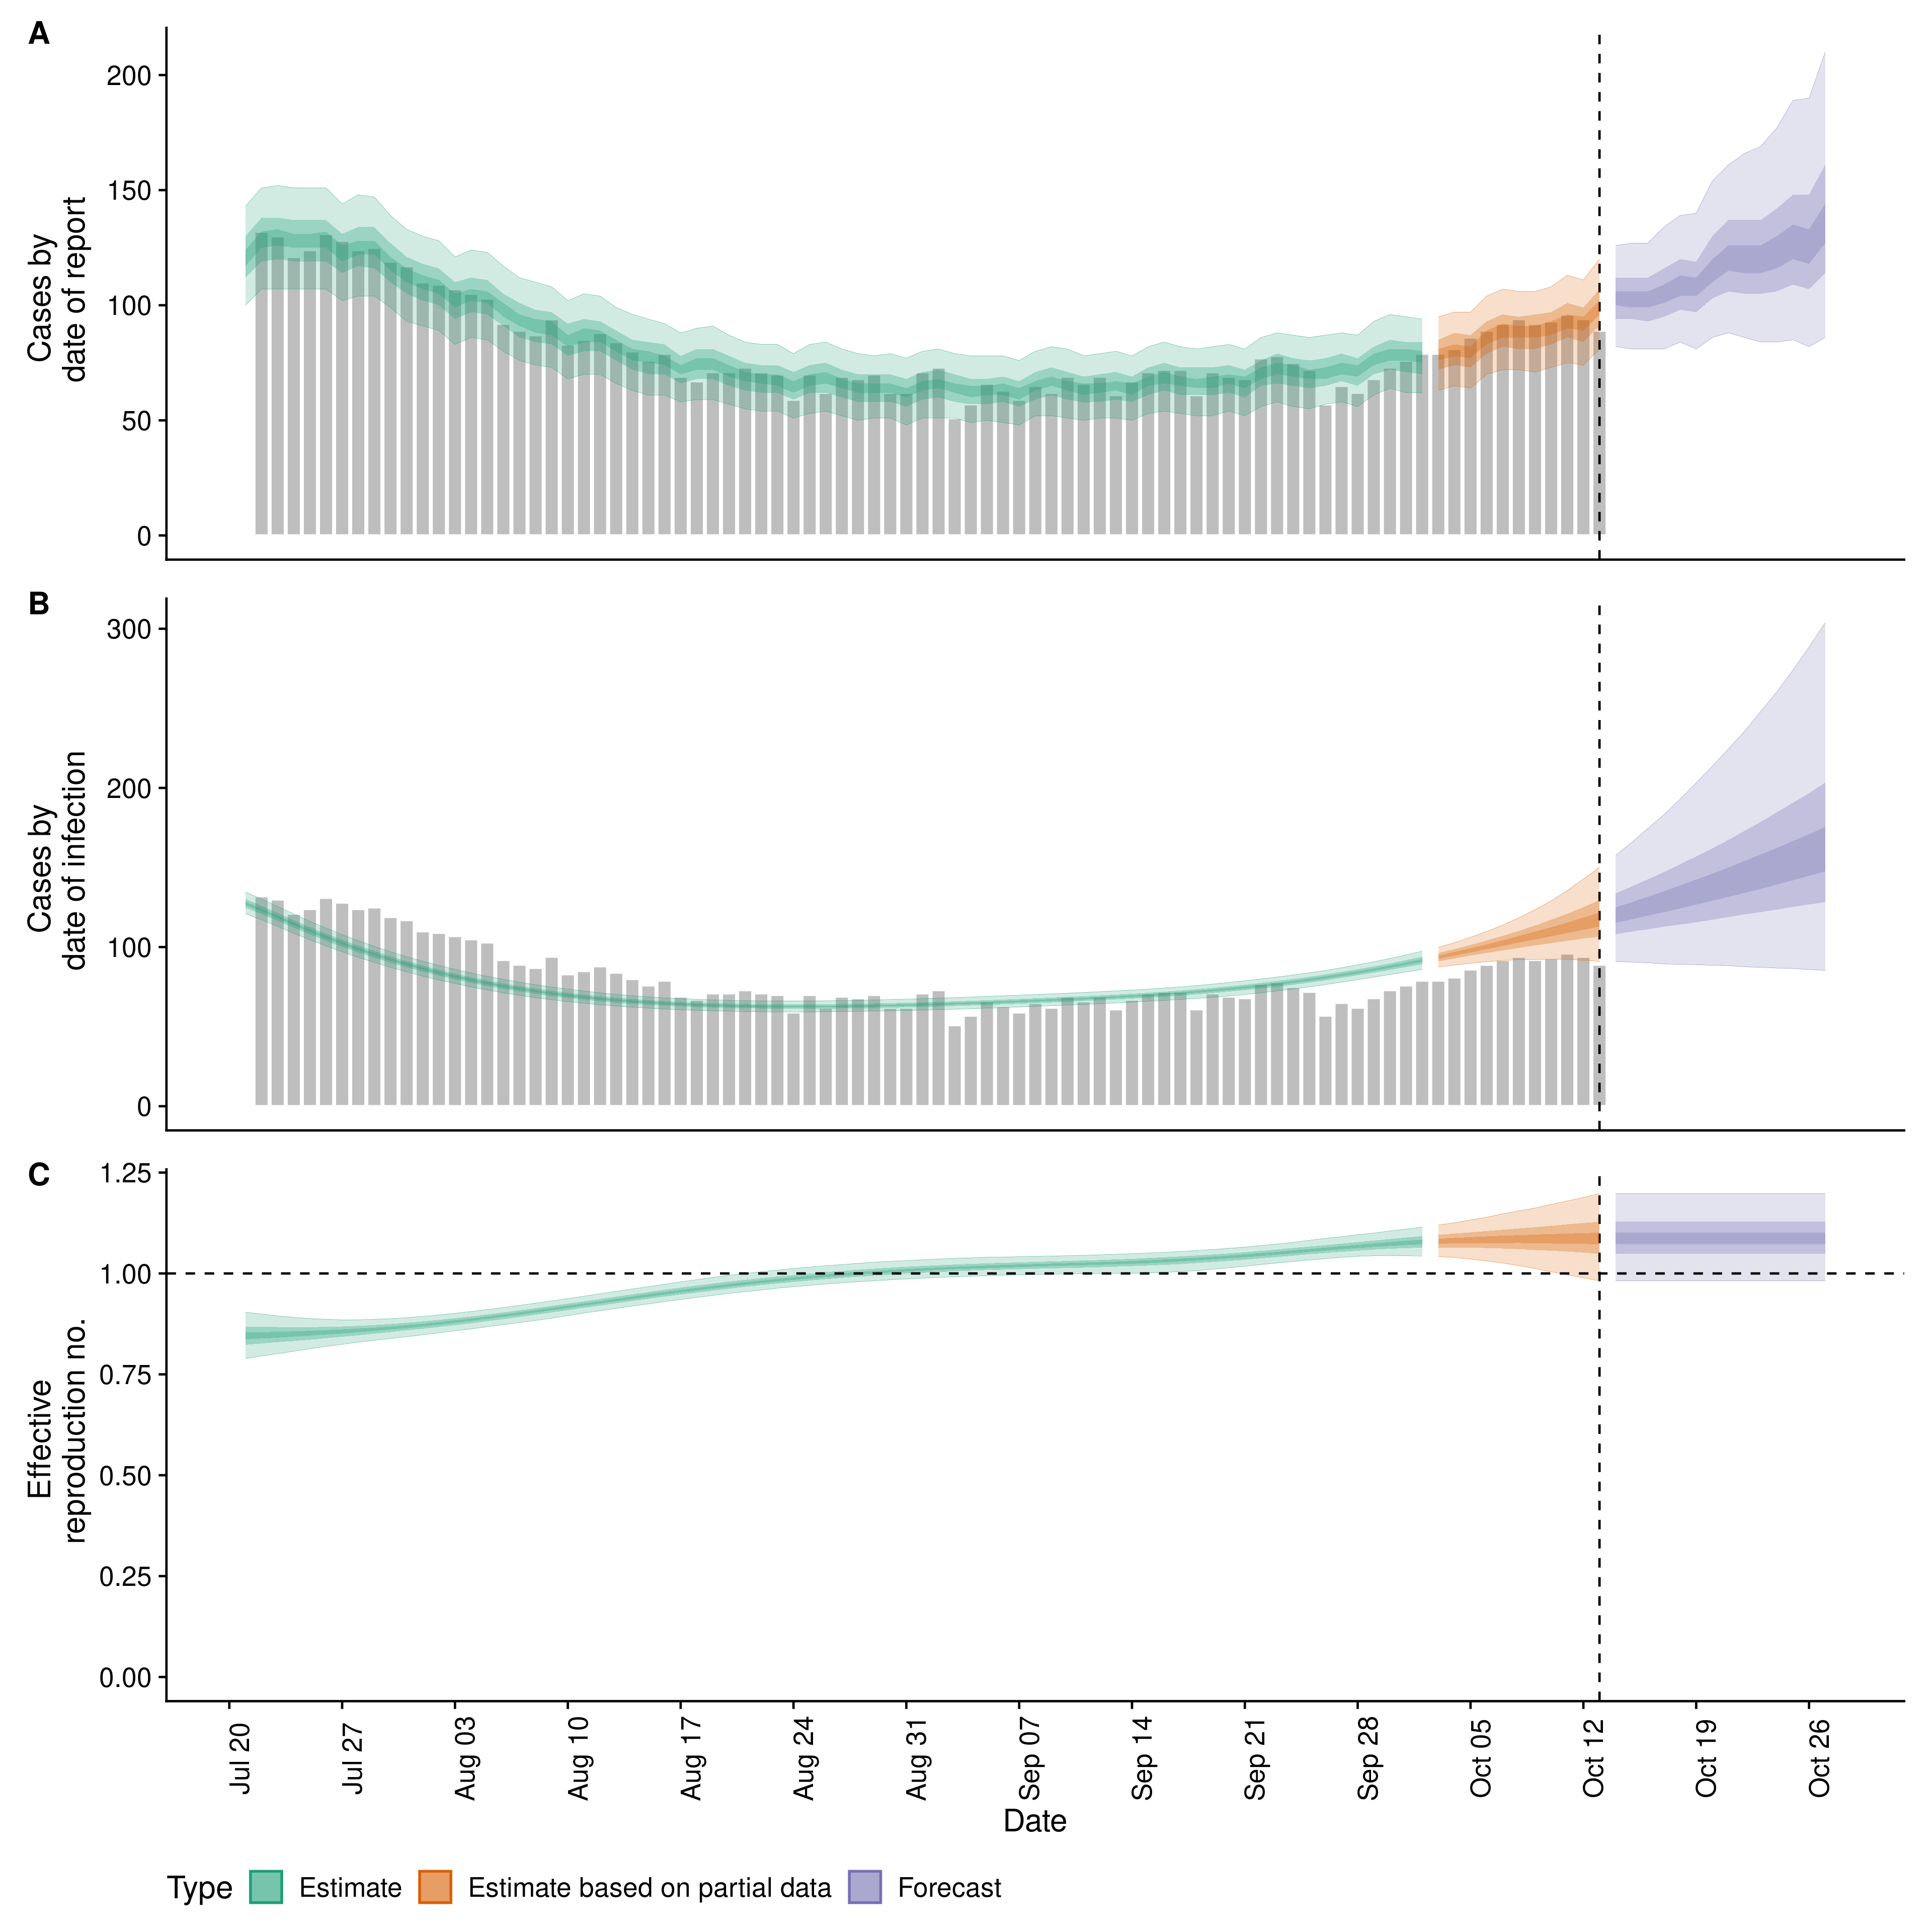 A
Cases by
date of report
200
150
100
50
0
B
Cases by
date of infection
300
200
100
0
C
Effective
reproduction no.
1.25
1.00
0.75
0.50
0.25
0.00
Jul 20
Jul 27
Aug 03
Aug 10
Aug 17
Aug 24
Aug 31
Sep 07
Sep 14
Sep 21
Sep 28
Oct 05
Oct 12
Oct 19
Oct 26
Date
Type Estimate Estimate based on partial data Forecast